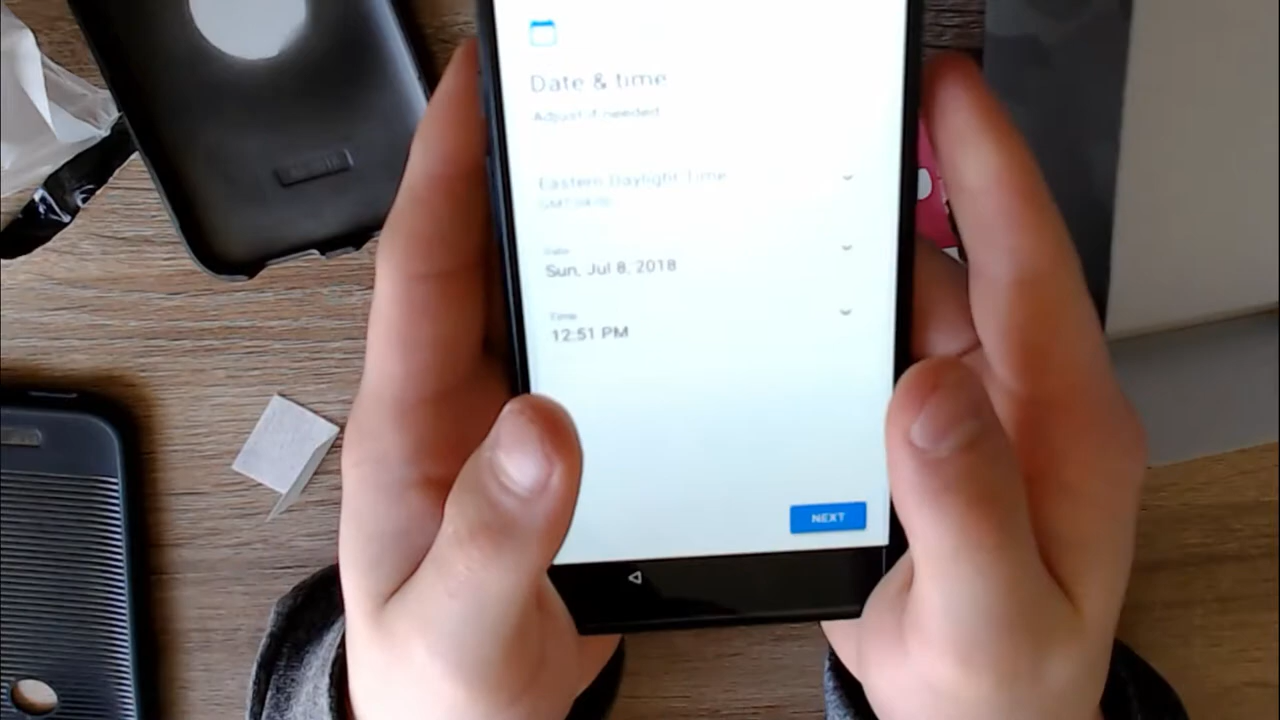 Date & time
Adjust if needed
Eastern Daylight Time
Date
Sun, Jul 8, 2018
Time
12:51 PM
NEXT